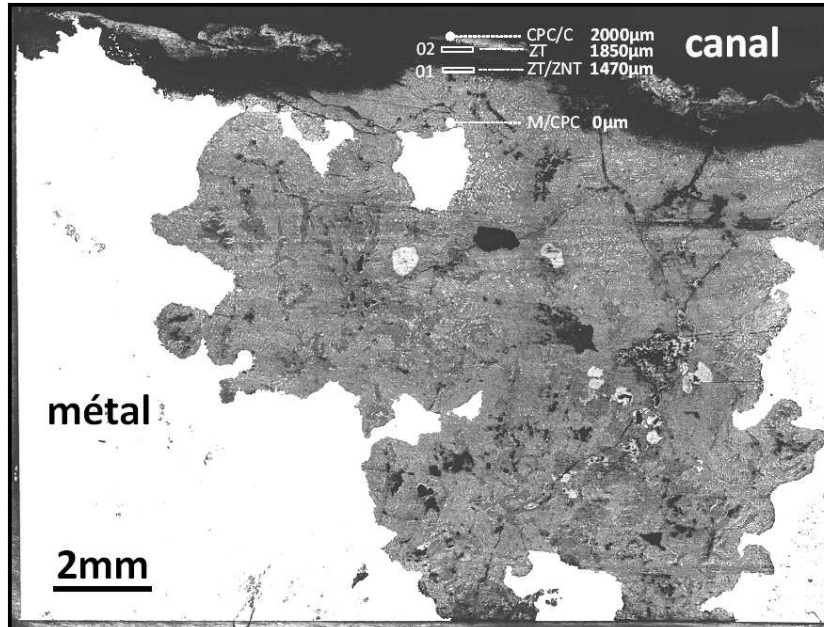 CPC/C 2000µm
02 ZT 1850µm
01 ZT/ZNT 1470µm
M/CPC 0µm
canal
métal
2mm